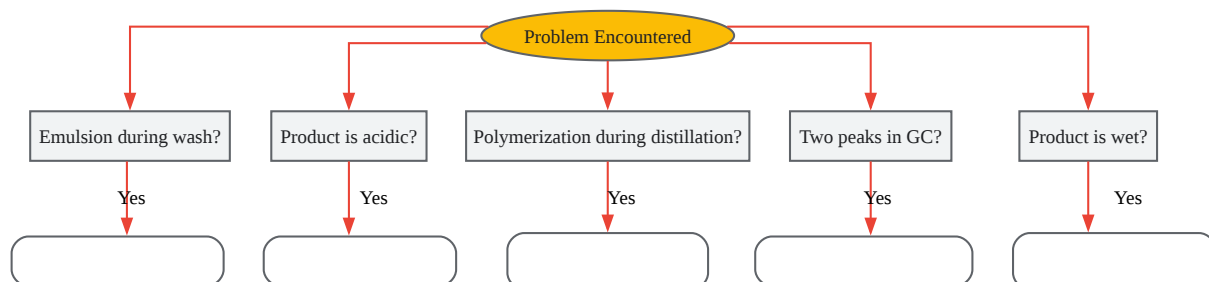 Problem Encountered
Emulsion during wash?
Product is acidic?
Polymerization during distillation?
Two peaks in GC?
Product is wet?
Yes
Yes
Yes
Yes
Yes